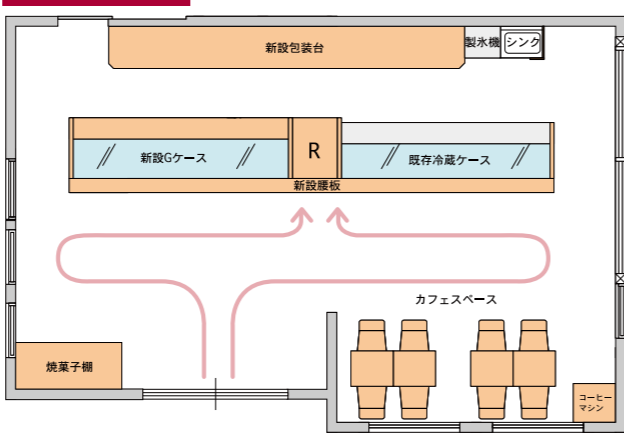 新設包装台
製氷機
シンク
新設Gケース
R
既存冷蔵ケース
新設腰板
カフェスペース
焼菓子棚
コーヒー
マシン